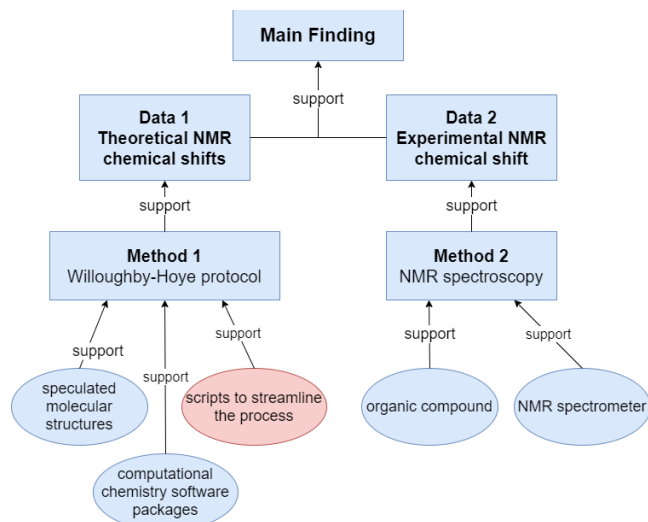 Main Finding
support
Data 1
Theoretical NMR
chemical shifts
Data 2
Experimental NMR
chemical shift
support
support
Method 1
Willoughby-Hoye protocol
Method 2
NMR spectroscopy
support
support
support
support
support
speculated
molecular
structures
scripts to streamline
the process
organic compound
NMR spectrometer
computational
chemistry software
packages